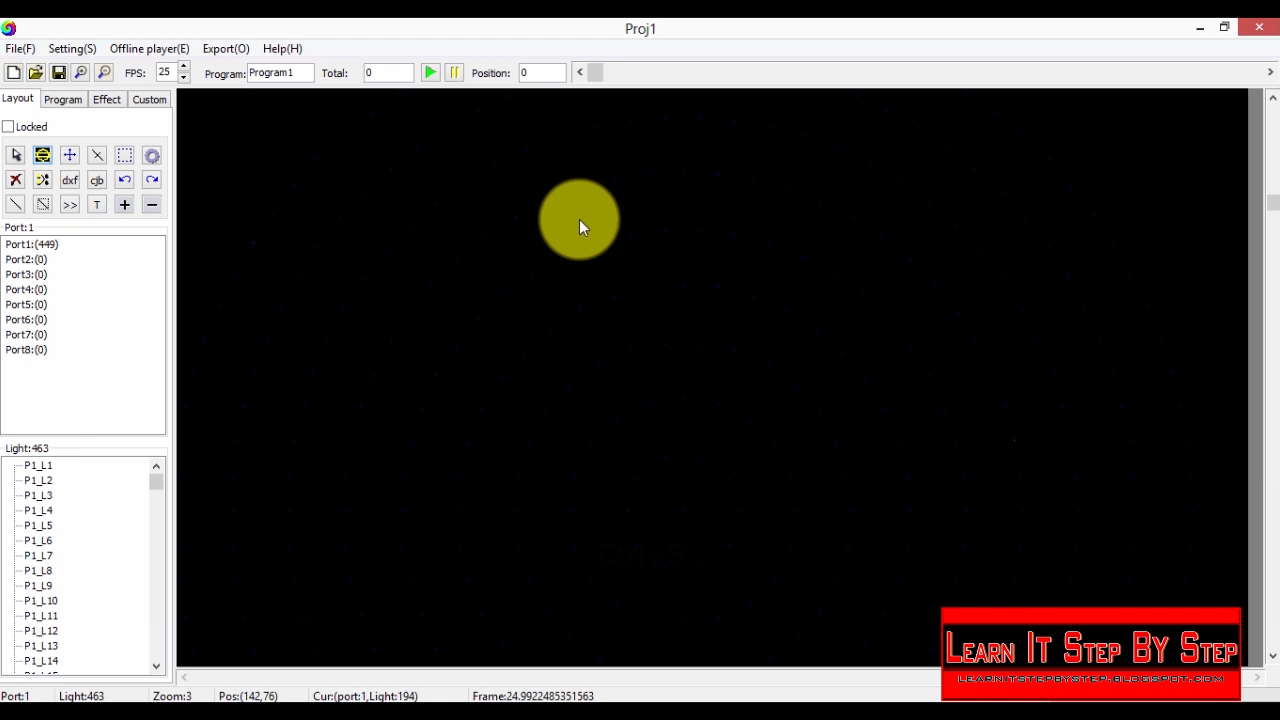 Proj1
File(F) Setting(S) Offline player(E) Export(O) Help(H)
FPS: 25 Program: Program1 Total: 0 Position: 0
Layout Program Effect Custom
Locked
dxf cjb
>> T
Port:1
Port1:(449)
Port2:(0)
Port3:(0)
Port4:(0)
Port5:(0)
Port6:(0)
Port7:(0)
Port8:(0)
Light:463
P1_L1
P1_L2
P1_L3
P1_L4
P1_L5
P1_L6
P1_L7
P1_L8
P1_L9
P1_L10
P1_L11
P1_L12
P1_L13
P1_L14
LEARN IT STEP BY STEP
LEARNITSTEPBYSTEP.BLOGSPOT.COM
Port:1 Light:463 Zoom:3 Pos(142,76) Cur:(port:1,Light:194) Frame:24.9922485351563